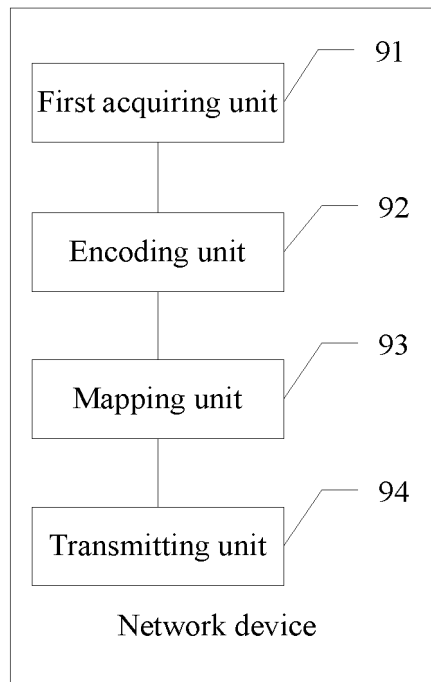 91
First acquiring unit
92
Encoding unit
93
Mapping unit
94
Transmitting unit
Network device